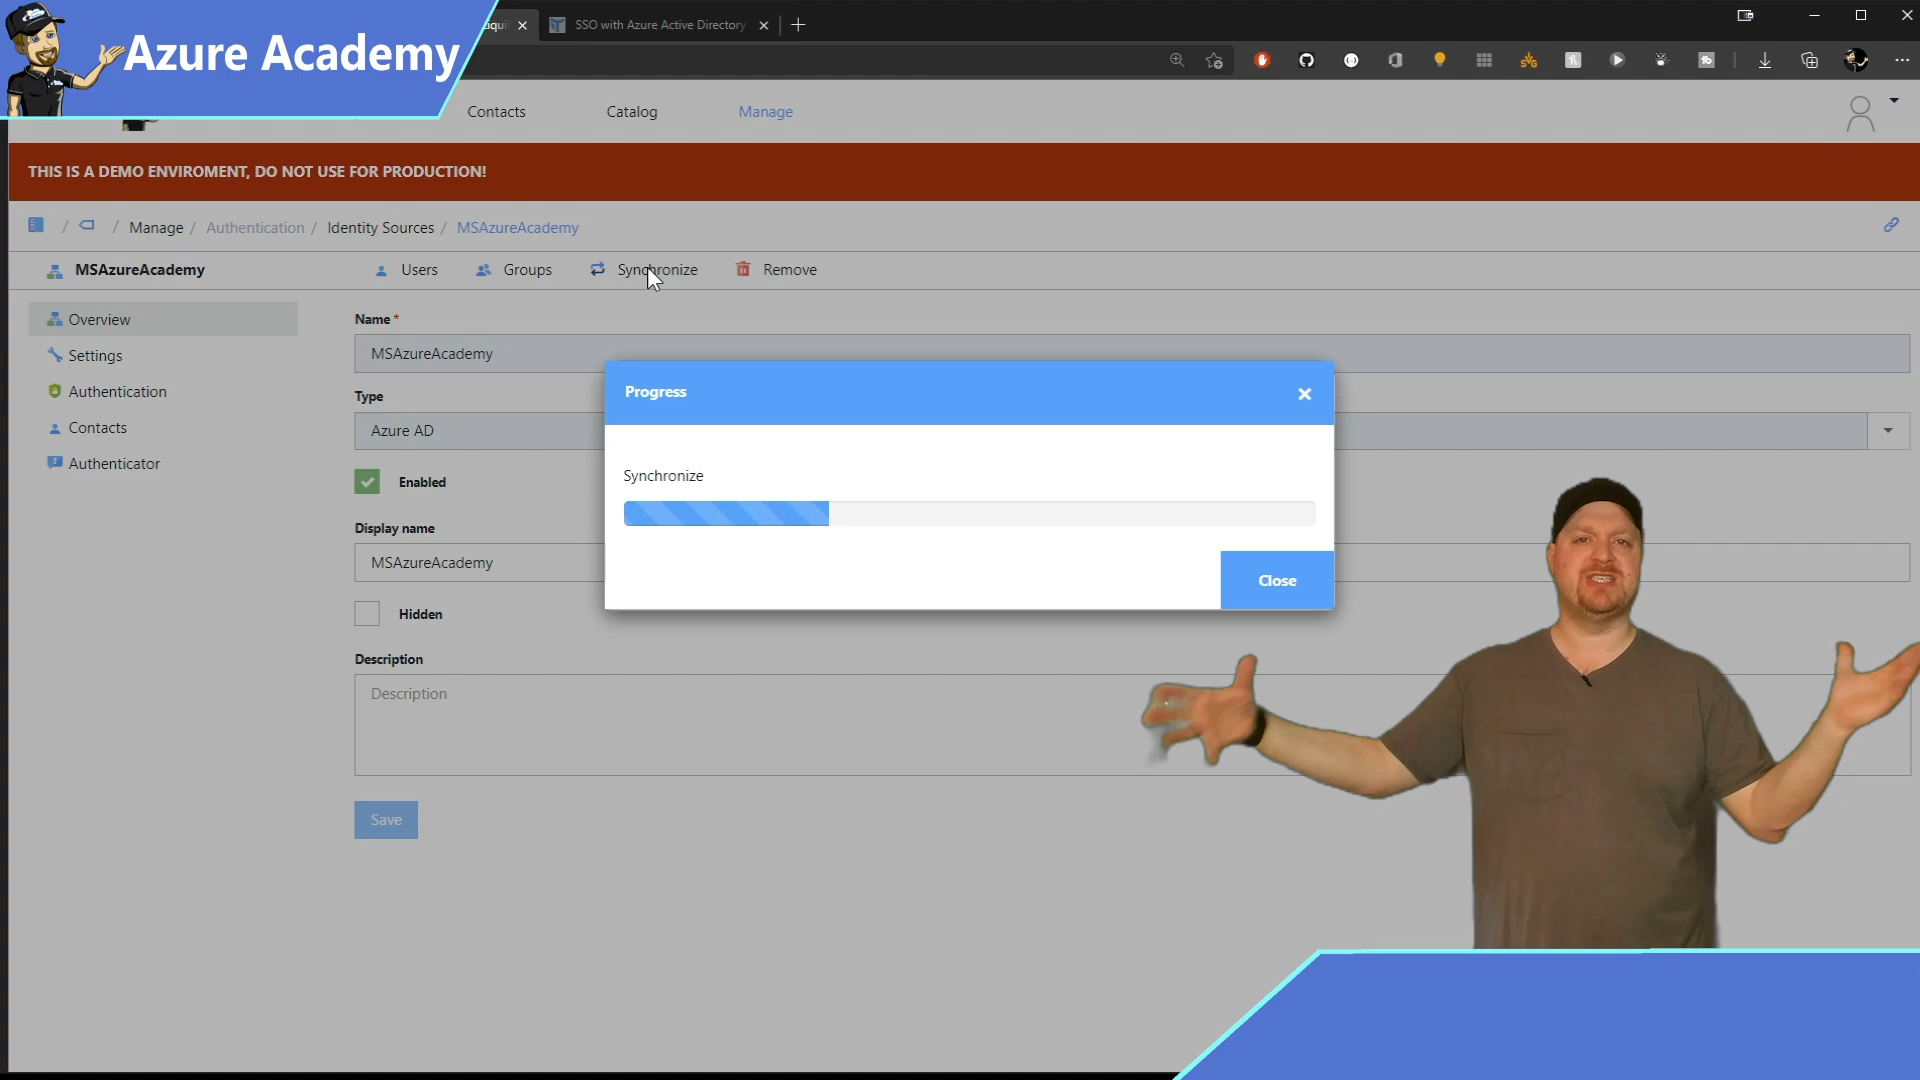 Azure Academy
SSO with Azure Active Directory
Contacts
Catalog
Manage
THIS IS A DEMO ENVIROMENT, DO NOT USE FOR PRODUCTION!
/ / Manage / Authentication / Identity Sources / MSAzureAcademy
MSAzureAcademy
Users
Groups
Synchronize
Remove
Overview
Settings
Authentication
Contacts
Authenticator
Name *
MSAzureAcademy
Type
Azure AD
Enabled
Display name
MSAzureAcademy
Hidden
Description
Description
Save
Progress
Synchronize
Close